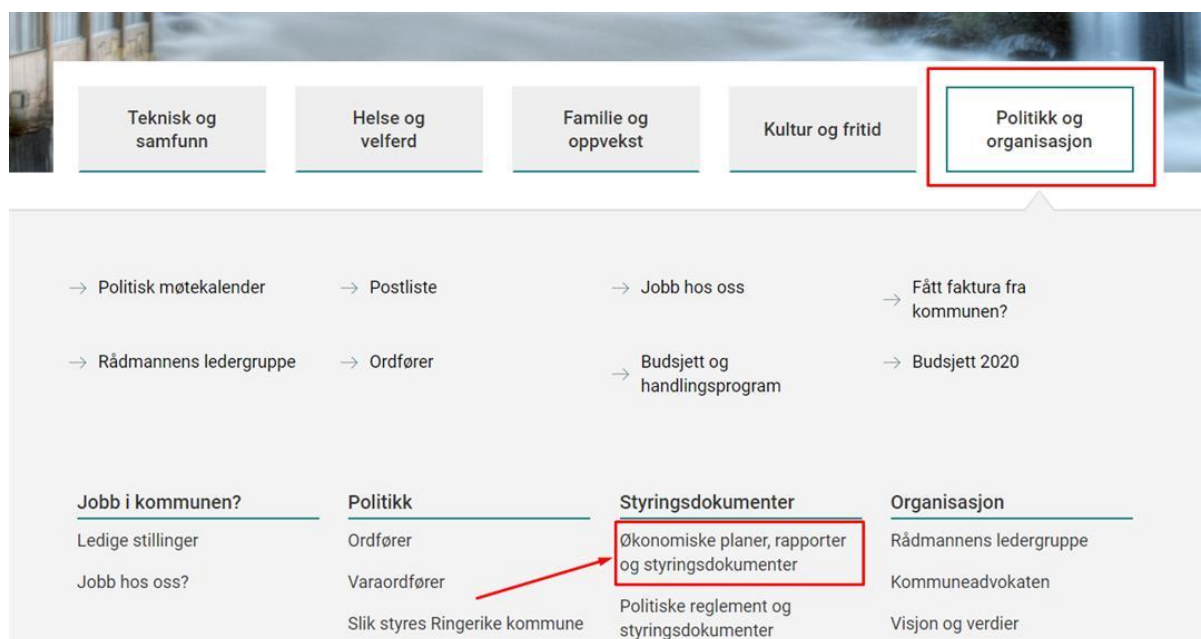 Teknisk og
samfunn
Helse og
velferd
Familie og
oppvekst
Kultur og fritid
Politikk og
organisasjon
Politisk møtekalender
Postliste
Jobb hos oss
Fått faktura fra
kommunen?
Rådmannens ledergruppe
Ordfører
Budsjett og
handlingsprogram
Budsjett 2020
Jobb i kommunen?
Ledige stillinger
Jobb hos oss?
Politikk
Ordfører
Varaordfører
Slik styres Ringerike kommune
Styringsdokumenter
Økonomiske planer, rapporter
og styringsdokumenter
Politiske reglement og
styringsdokumenter
Organisasjon
Rådmannens ledergruppe
Kommuneadvokaten
Visjon og verdier